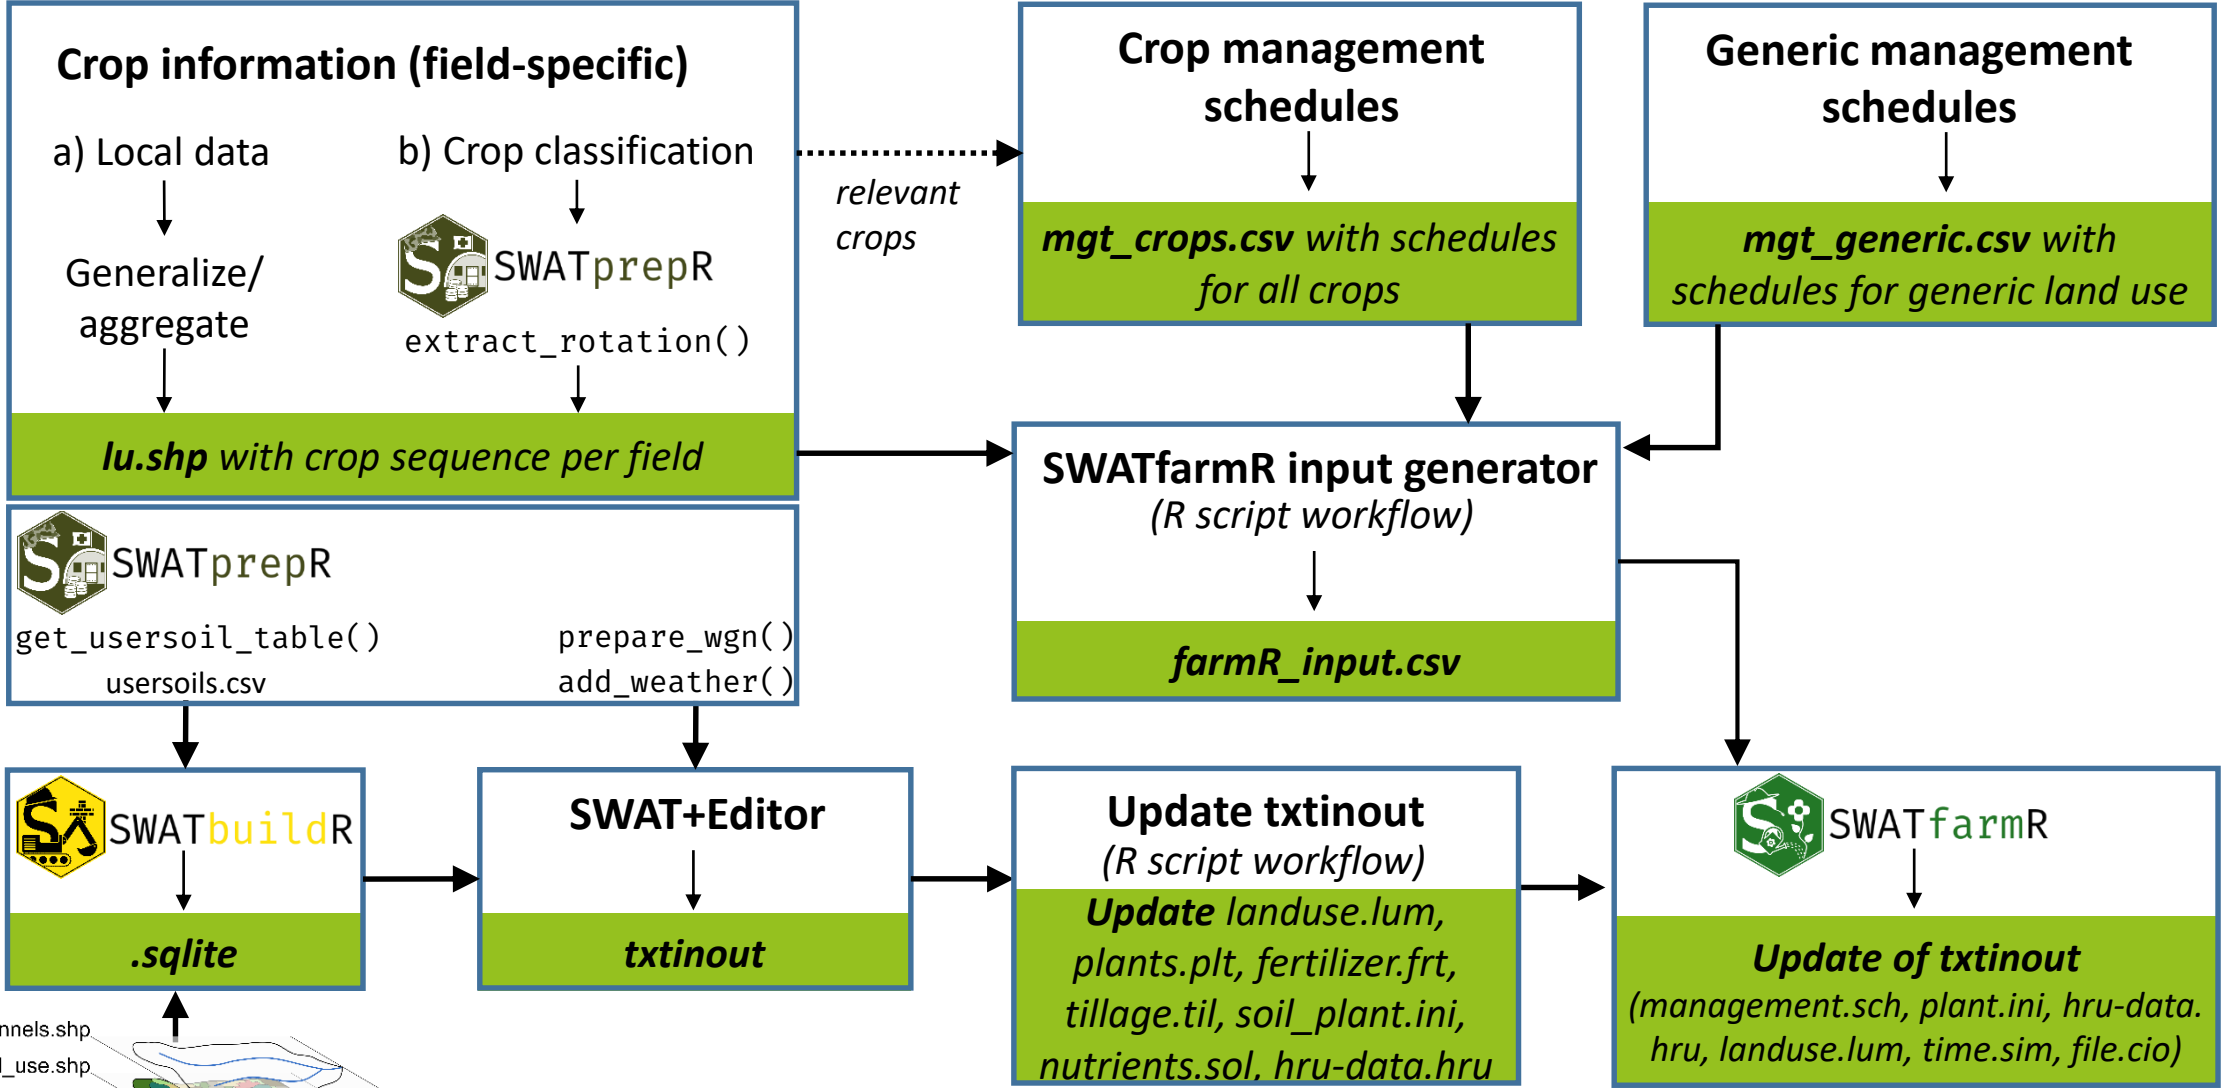 Crop information (field-specific)
a) Local data
b) Crop classification
Generalize/
aggregate
SWATprepR
extract_rotation()
lu.shp with crop sequence per field
relevant
crops
Crop management
schedules
mgt_crops.csv with schedules
for all crops
Generic management
schedules
mgt_generic.csv with
schedules for generic land use
SWATfarmR input generator
(R script workflow)
farmR_input.csv
SWATprepR
get_usersoil_table()
usersoils.csv
prepare_wgn()
add_weather()
SWATbuildR
.sqlite
SWAT+Editor
txtinout
Update txtinout
(R script workflow)
Update landuse.lum,
plants.plt, fertilizer.frt,
tillage.til, soil_plant.ini,
nutrients.sol, hru-data.hru
SWATfarmR
Update of txtinout
(management.sch, plant.ini, hru-data.
hru, landuse.lum, time.sim, file.cio)
nnels.shp
_use.shp